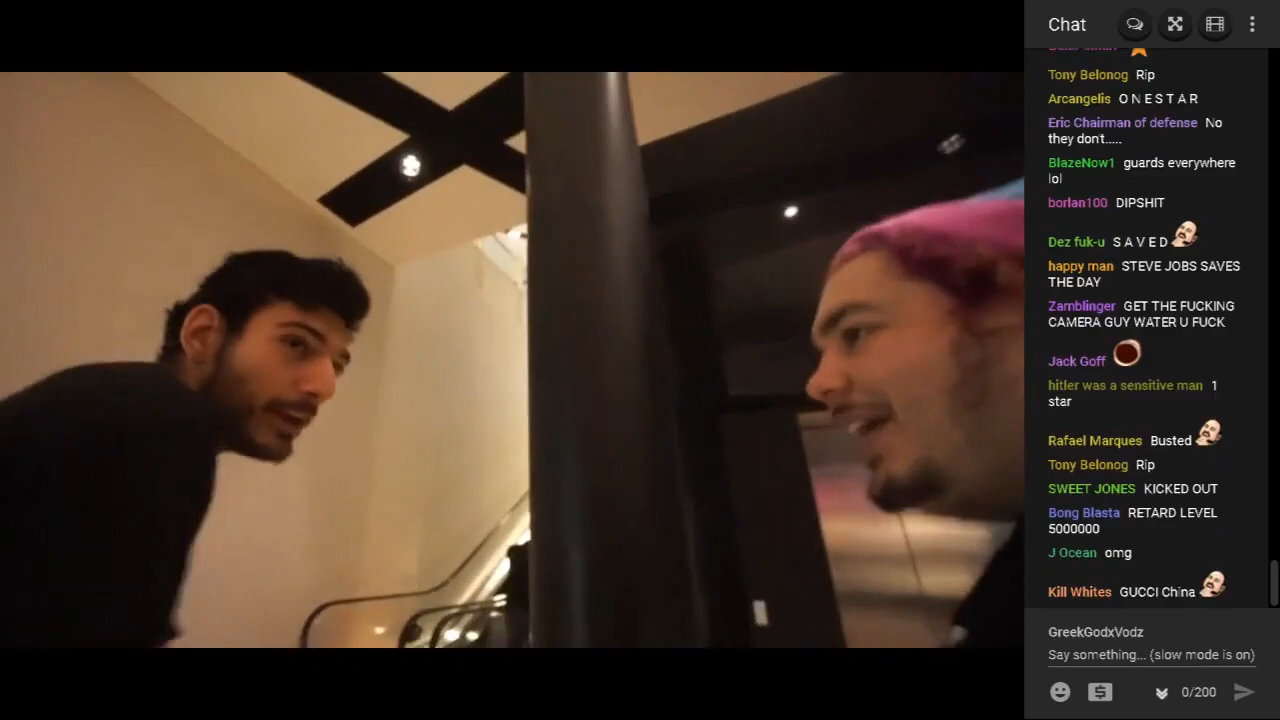 Chat
Tony Belonog Rip
Arcangelis O N E S T A R
Eric Chairman of defense No
they don't.....
BlazeNow1 guards everywhere
lol
borlan100 DIPSHIT
Dez fuk-u S A V E D
happy man STEVE JOBS SAVES
THE DAY
Zamblinger GET THE FUCKING
CAMERA GUY WATER U FUCK
Jack Goff
hitler was a sensitive man 1
star
Rafael Marques Busted
Tony Belonog Rip
SWEET JONES KICKED OUT
Bong Blasta RETARD LEVEL
5000000
J Ocean omg
Kill Whites GUCCI China
GreekGodxVodz
Say something... (slow mode is on)
0/200